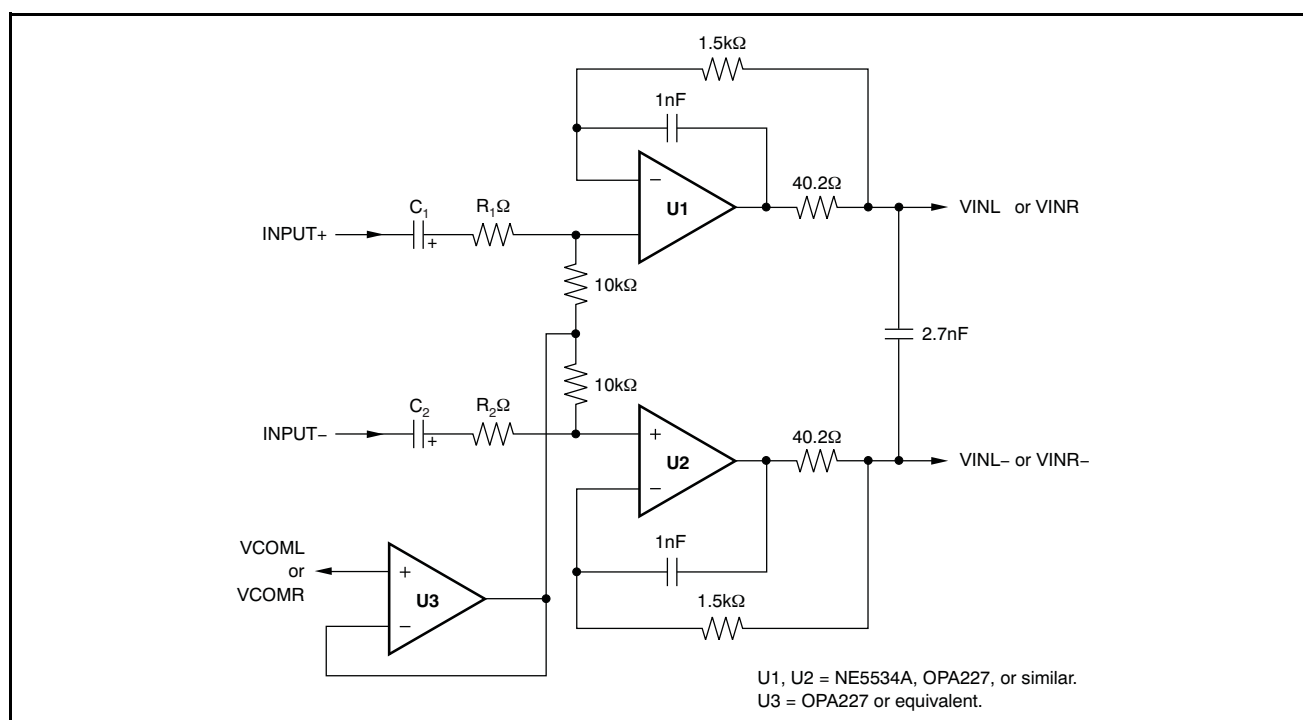 1.5kΩ
1nF
−
U1
40.2Ω
VINL or VINR
C1
+
R1Ω
INPUT+
10kΩ
2.7nF
10kΩ
C2
+
R2Ω
INPUT−
+
U2
−
40.2Ω
VINL− or VINR−
1nF
1.5kΩ
VCOML
or
VCOMR
+
U3
−
U1, U2 = NE5534A, OPA227, or similar.
U3 = OPA227 or equivalent.